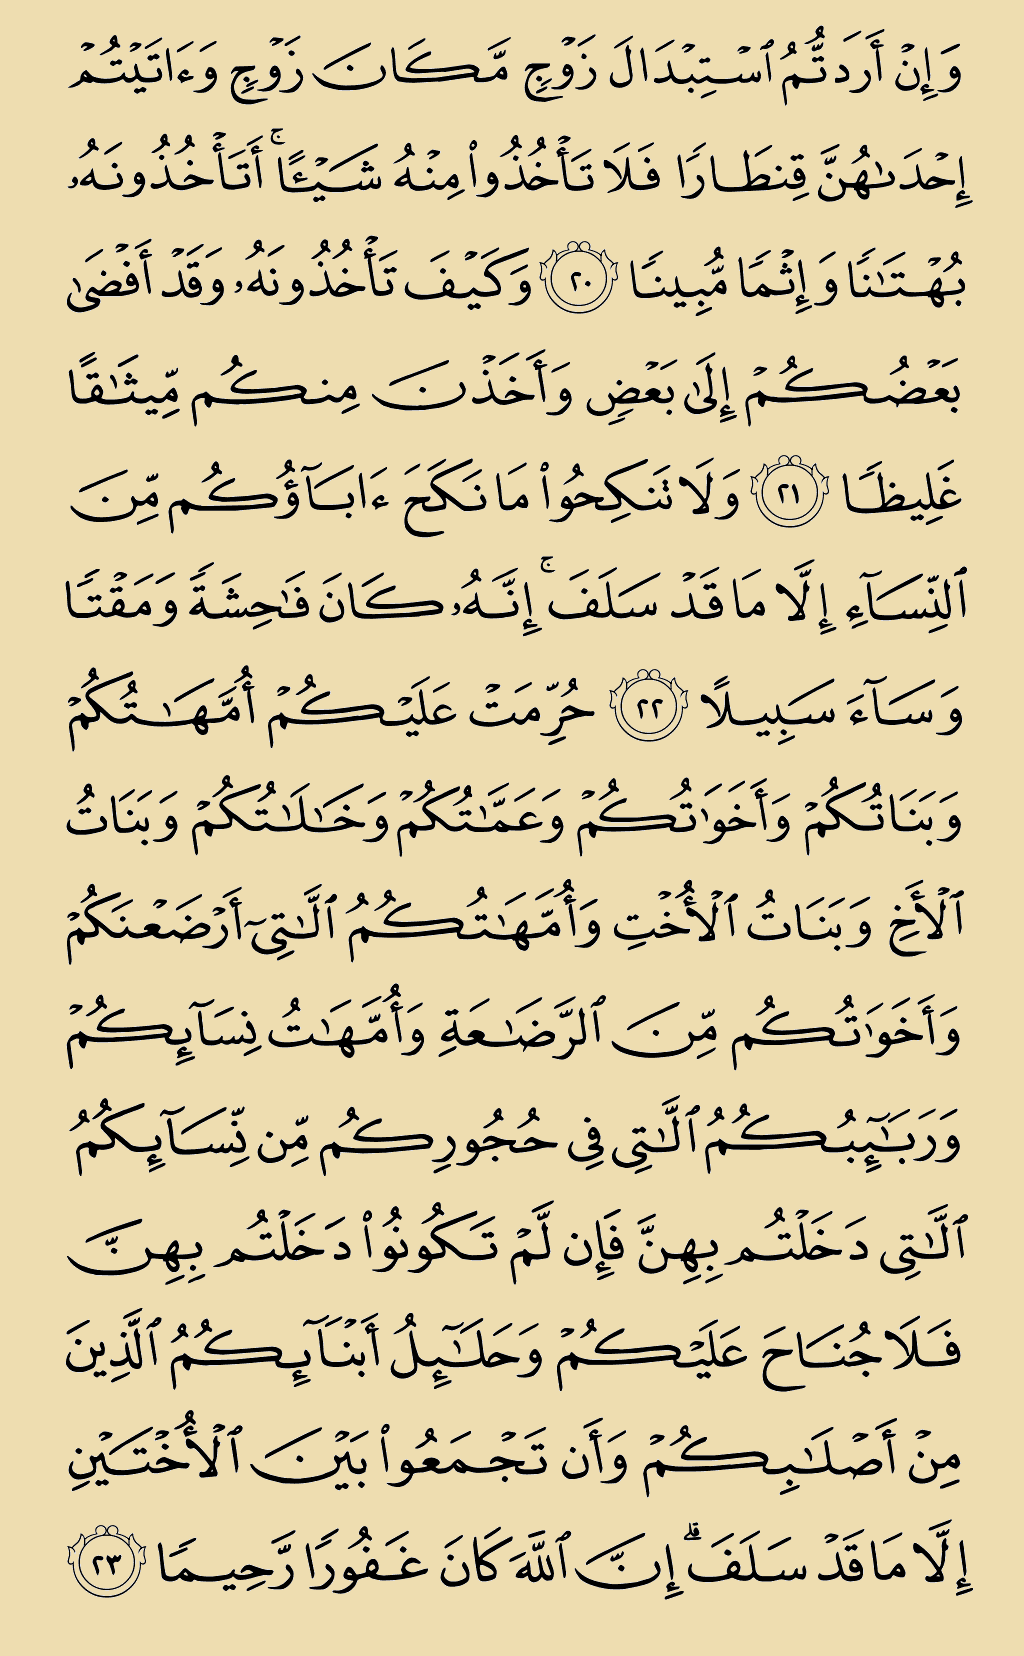 وَإِنْ أَرَدتُّمُ ٱسْتِبْدَالَ زَوْجٍ مَّكَانَ زَوْجٍ وَءَاتَيْتُمْ
إِحْدَىٰهُنَّ قِنطَارًا فَلَا تَأْخُذُوا۟ مِنْهُ شَيْـًٔا ۚ أَتَأْخُذُونَهُۥ
بُهْتَـٰنًا وَإِثْمًا مُّبِينًا ٢٠ وَكَيْفَ تَأْخُذُونَهُۥ وَقَدْ أَفْضَىٰ
بَعْضُكُمْ إِلَىٰ بَعْضٍ وَأَخَذْنَ مِنكُم مِّيثَـٰقًا
غَلِيظًا ٢١ وَلَا تَنكِحُوا۟ مَا نَكَحَ ءَابَآؤُكُم مِّنَ
ٱلنِّسَآءِ إِلَّا مَا قَدْ سَلَفَ ۚ إِنَّهُۥ كَانَ فَـٰحِشَةً وَمَقْتًا
وَسَآءَ سَبِيلًا ٢٢ حُرِّمَتْ عَلَيْكُمْ أُمَّهَـٰتُكُمْ
وَبَنَاتُكُمْ وَأَخَوَٰتُكُمْ وَعَمَّـٰتُكُمْ وَخَـٰلَـٰتُكُمْ وَبَنَاتُ
ٱلْأَخِ وَبَنَاتُ ٱلْأُخْتِ وَأُمَّهَـٰتُكُمُ ٱلَّـٰتِىٓ أَرْضَعْنَكُمْ
وَأَخَوَٰتُكُم مِّنَ ٱلرَّضَـٰعَةِ وَأُمَّهَـٰتُ نِسَآئِكُمْ
وَرَبَـٰٓئِبُكُمُ ٱلَّـٰتِى فِى حُجُورِكُم مِّن نِّسَآئِكُمُ
ٱلَّـٰتِى دَخَلْتُم بِهِنَّ فَإِن لَّمْ تَكُونُوا۟ دَخَلْتُم بِهِنَّ
فَلَا جُنَاحَ عَلَيْكُمْ وَحَلَـٰٓئِلُ أَبْنَآئِكُمُ ٱلَّذِينَ
مِنْ أَصْلَـٰبِكُمْ وَأَن تَجْمَعُوا۟ بَيْنَ ٱلْأُخْتَيْنِ
إِلَّا مَا قَدْ سَلَفَ ۗ إِنَّ ٱللَّهَ كَانَ غَفُورًا رَّحِيمًا ٢٣